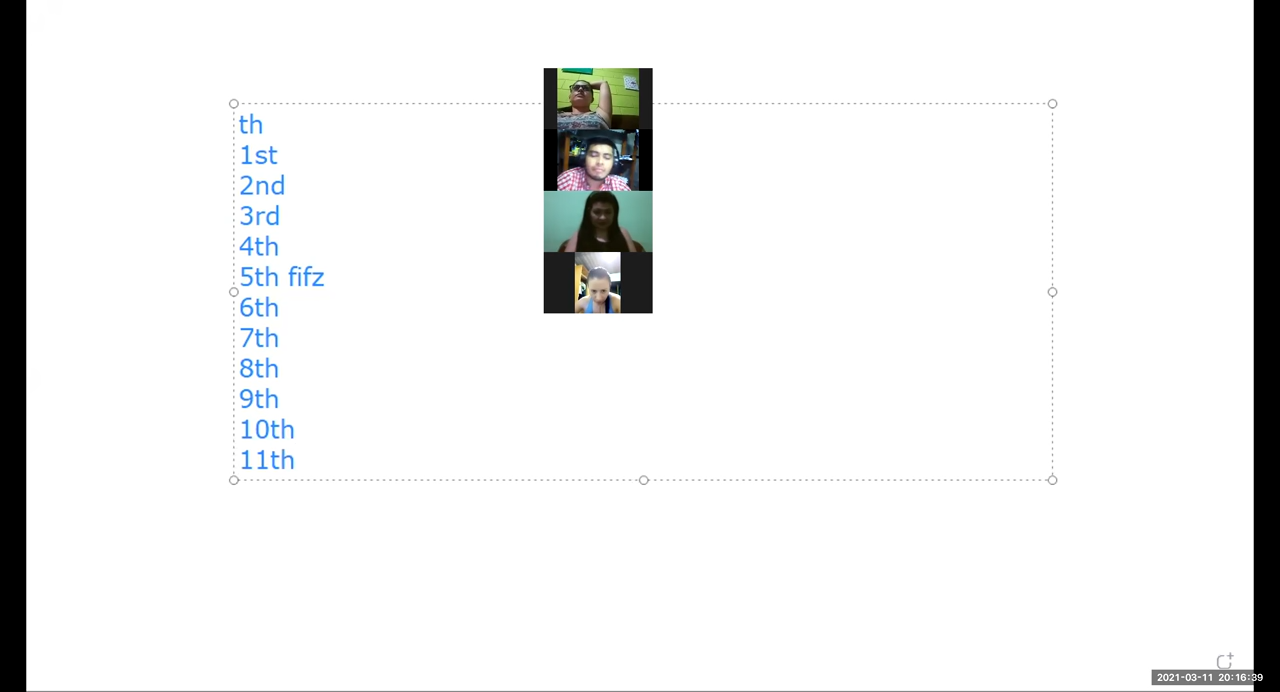 th
1st
2nd
3rd
4th
5th fifz
6th
7th
8th
9th
10th
11th
2021-03-11 20:16:39